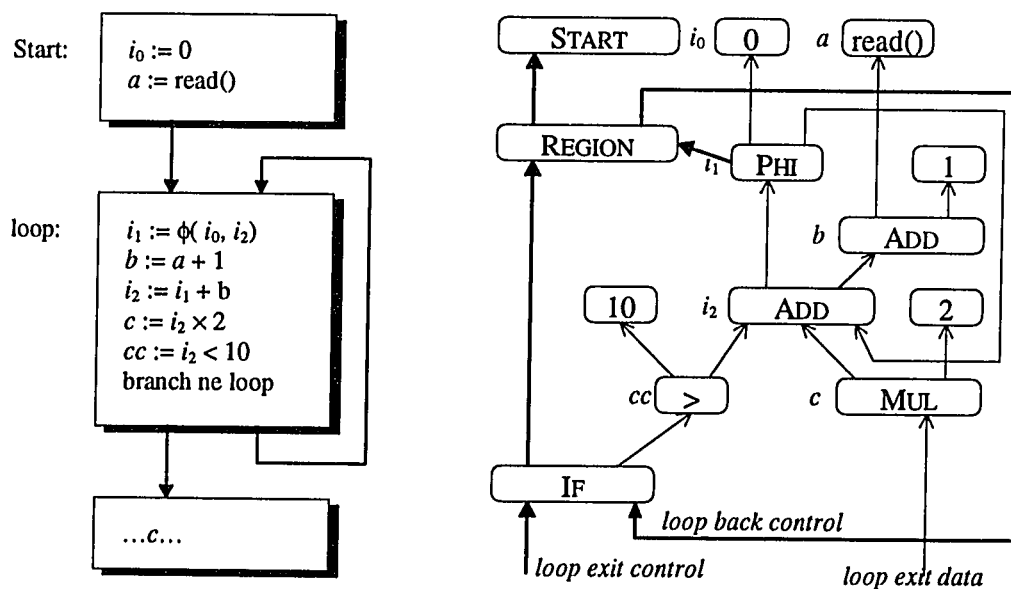 Start:
i₀ := 0
a := read()
loop:
i₁ := ϕ( i₀, i₂)
b := a + 1
i₂ := i₁ + b
c := i₂ × 2
cc := i₂ < 10
branch ne loop
...c...
START
i₀ 0
a read()
REGION
i₁ PHI
1
b ADD
10
i₂ ADD
2
cc >
c MUL
IF
loop back control
loop exit control
loop exit data